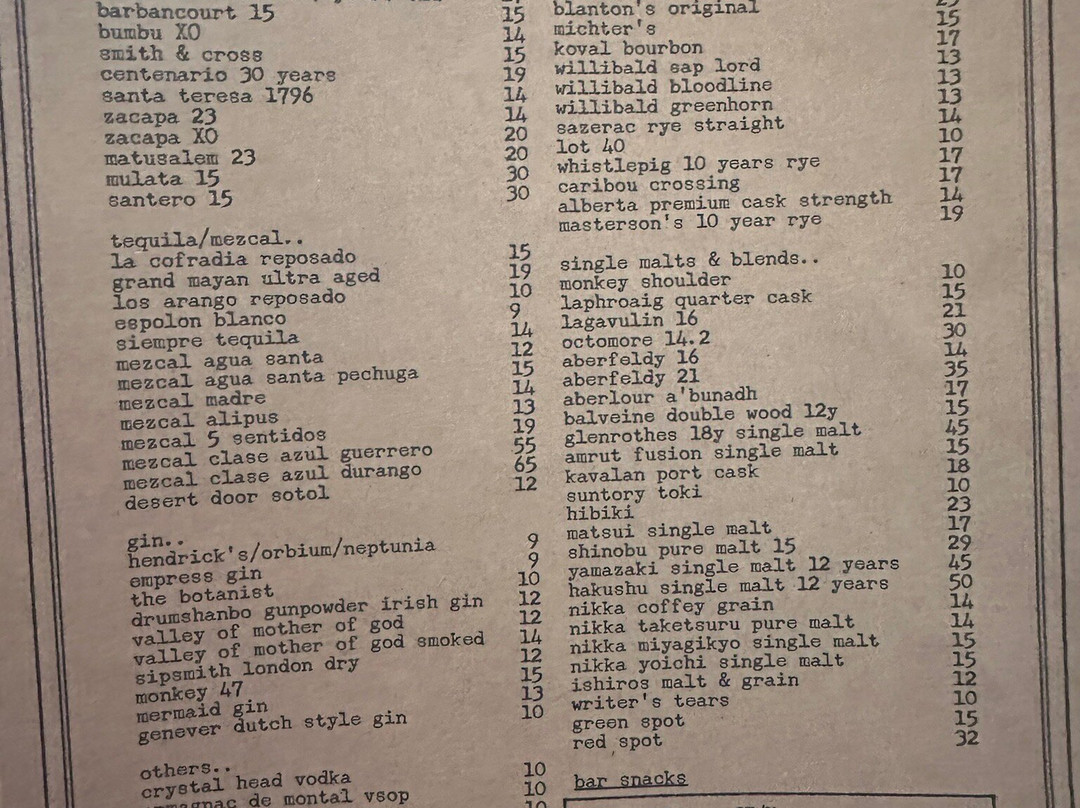 barbancourt 15 15
bumbu XO 14
smith & cross 15
centenario 30 years 19
santa teresa 1796 14
zacapa 23 14
zacapa XO 20
matusalem 23 20
mulata 15 30
santero 15 30
tequila/mezcal..
la cofradia reposado 15
grand mayan ultra aged 19
los arango reposado 10
espolon blanco 9
siempre tequila 14
mezcal agua santa 12
mezcal agua santa pechuga 15
mezcal madre 14
mezcal alipus 13
mezcal 5 sentidos 19
mezcal clase azul guerrero 55
mezcal clase azul durango 65
desert door sotol 12
gin..
hendrick's/orbium/neptunia 9
empress gin 9
the botanist 10
drumshanbo gunpowder irish gin 12
valley of mother of god 12
valley of mother of god smoked 14
sipsmith london dry 12
monkey 47 15
mermaid gin 13
genever dutch style gin 10
others..
crystal head vodka 10
de montal vsop 10
blanton's original
michter's 15
koval bourbon 17
willibald sap lord 13
willibald bloodline 13
willibald greenhorn 13
sazerac rye straight 14
lot 40 10
whistlepig 10 years rye 17
caribou crossing 17
alberta premium cask strength 14
masterson's 10 year rye 19
single malts & blends..
monkey shoulder 10
laphroaig quarter cask 15
lagavulin 16 21
octomore 14.2 30
aberfeldy 16 14
aberfeldy 21 35
aberlour a'bunadh 17
balveine double wood 12y 15
glenrothes 18y single malt 45
amrut fusion single malt 15
kavalan port cask 18
suntory toki 10
hibiki 23
matsui single malt 17
shinobu pure malt 15 29
yamazaki single malt 12 years 45
hakushu single malt 12 years 50
nikka coffey grain 14
nikka taketsuru pure malt 14
nikka miyagikyo single malt 15
nikka yoichi single malt 15
ishiros malt & grain 12
writer's tears 10
green spot 15
red spot 32
bar snacks